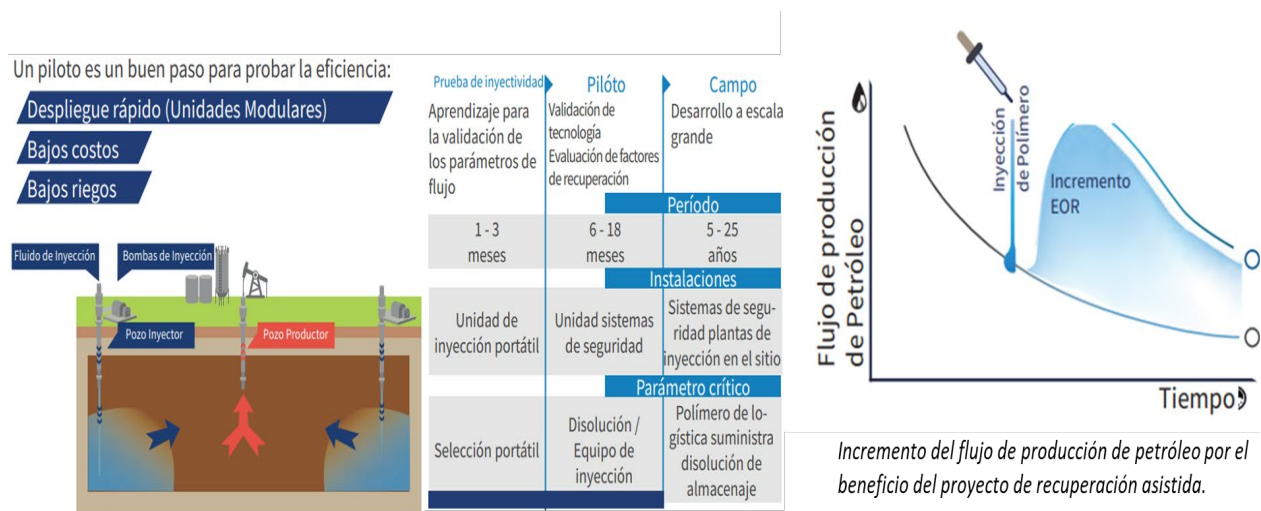 Un piloto es un buen paso para probar la eficiencia:
Despliegue rápido (Unidades Modulares)
Bajos costos
Bajos riegos
Fluido de Inyección
Bombas de Inyección
Pozo Inyector
Pozo Productor
Prueba de inyectividad
Aprendizaje para
la validación de
los parámetros de
flujo
Pilóto
Validación de
tecnología
Evaluación de factores
de recuperación
Campo
Desarrollo a escala
grande
Período
1 - 3
meses
6 - 18
meses
5 - 25
años
Instalaciones
Unidad de
inyección portátil
Unidad sistemas
de seguridad
Sistemas de segu-
ridad plantas de
inyección en el sitio
Parámetro crítico
Selección portátil
Disolución /
Equipo de
inyección
Polímero de lo-
gística suministra
disolución de
almacenaje
Flujo de producción
de Petróleo
Inyección
de Polímero
Incremento
EOR
Tiempo
Incremento del flujo de producción de petróleo por el
beneficio del proyecto de recuperación asistida.